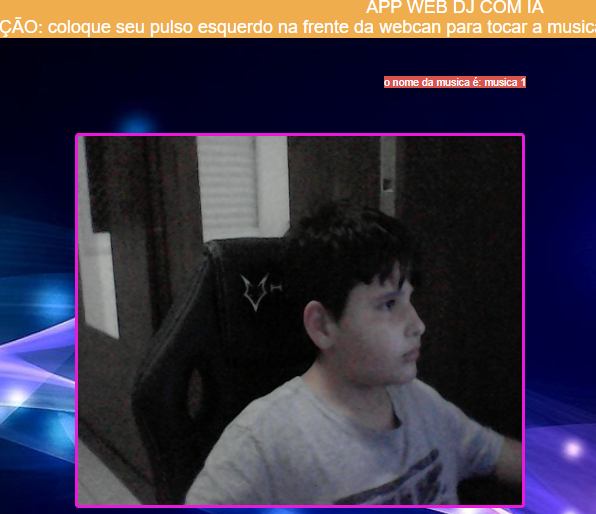 APP WEB DJ COM IA
ÇÃO: coloque seu pulso esquerdo na frente da webcan para tocar a musica
o nome da musica é: musica 1